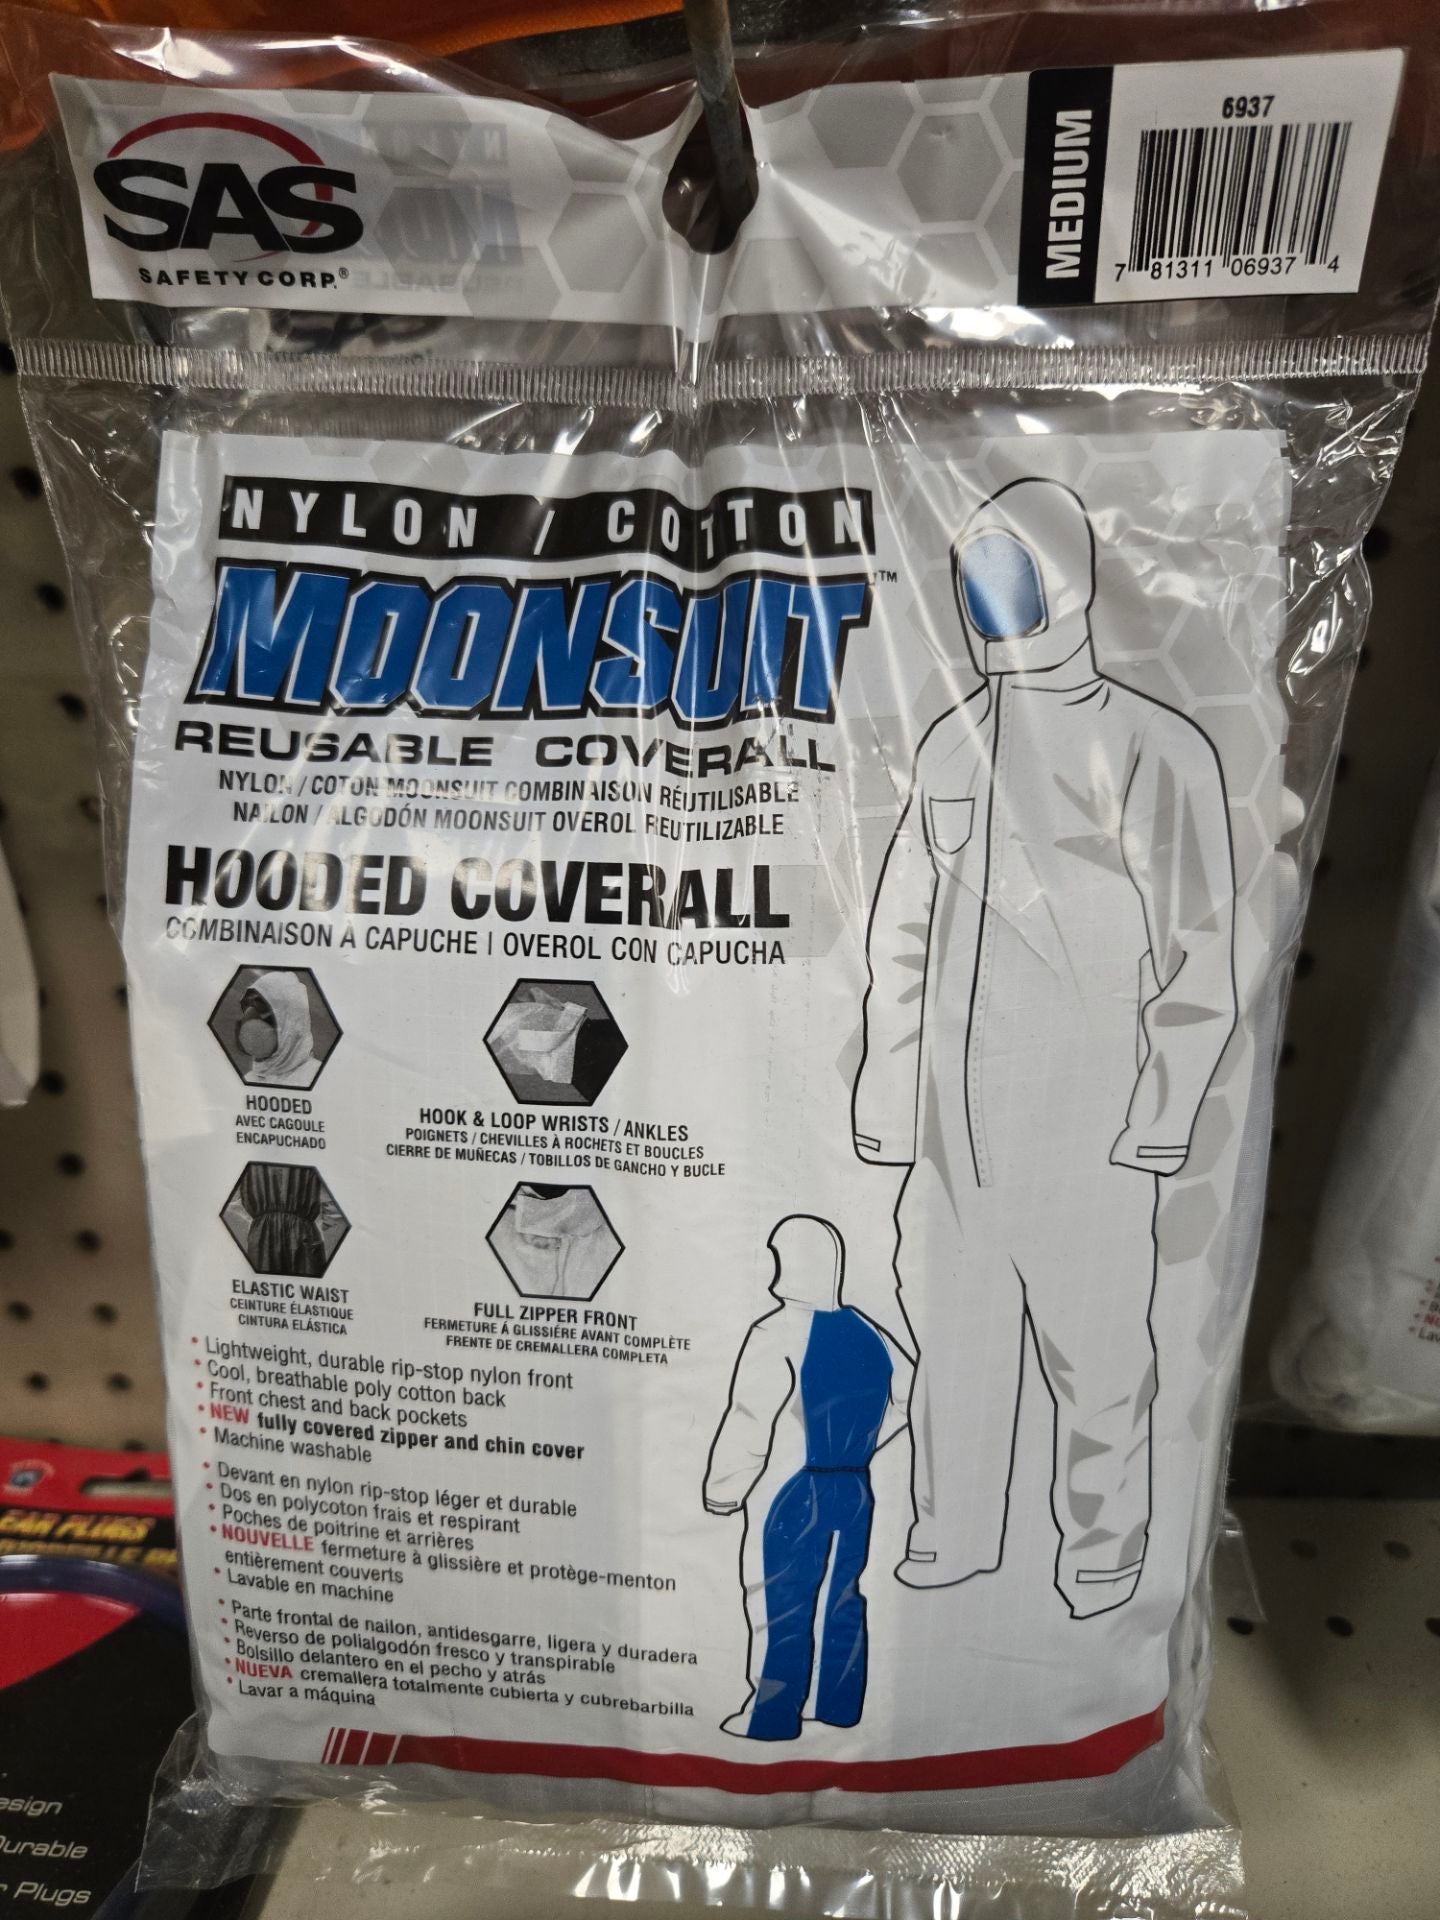 SAS
SAFETY CORP.®
MEDIUM
6937
7 81311 06937 4
NYLON / COTTON
MOONSUIT™
REUSABLE COVERALL
NYLON / COTON MOONSUIT COMBINAISON RÉUTILISABLE
NAILON / ALGODÓN MOONSUIT OVEROL REUTILIZABLE
HOODED COVERALL
COMBINAISON À CAPUCHE | OVEROL CON CAPUCHA
HOODED
AVEC CAGOULE
ENCAPUCHADO
HOOK & LOOP WRISTS / ANKLES
POIGNETS / CHEVILLES À ROCHETS ET BOUCLES
CIERRE DE MUÑECAS / TOBILLOS DE GANCHO Y BUCLE
ELASTIC WAIST
CEINTURE ÉLASTIQUE
CINTURA ELÁSTICA
FULL ZIPPER FRONT
FERMETURE Á GLISSIÉRE AVANT COMPLÈTE
FRENTE DE CREMALLERA COMPLETA
• Lightweight, durable rip-stop nylon front
• Cool, breathable poly cotton back
• Front chest and back pockets
• NEW fully covered zipper and chin cover
• Machine washable
• Devant en nylon rip-stop léger et durable
• Dos en polycoton frais et respirant
• Poches de poitrine et arrières
• NOUVELLE fermeture à glissière et protège-menton
entièrement couverts
• Lavable en machine
• Parte frontal de nailon, antidesgarre, ligera y duradera
• Reverso de polialgodón fresco y transpirable
• Bolsillo delantero en el pecho y atrás
• NUEVA cremallera totalmente cubierta y cubrebarbilla
• Lavar a máquina
EAR PLUGS
esign
Durable
r Plugs